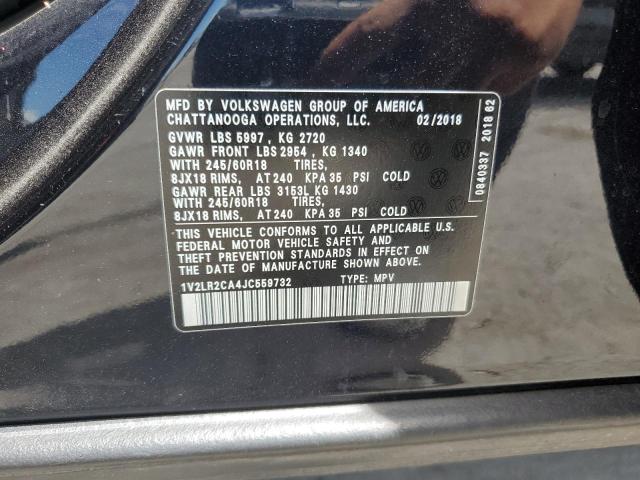 MFD BY VOLKSWAGEN GROUP OF AMERICA
CHATTANOOGA OPERATIONS, LLC. 02/2018
GVWR LBS 5997 , KG 2720
GAWR FRONT LBS 2954 , KG 1340
WITH 245/60R18 TIRES,
8JX18 RIMS, AT 240 KPA 35 PSI COLD
GAWR REAR LBS 3153L KG 1430
WITH 245/60R18 TIRES,
8JX18 RIMS, AT 240 KPA 35 PSI COLD
THIS VEHICLE CONFORMS TO ALL APPLICABLE U.S.
FEDERAL MOTOR VEHICLE SAFETY AND
THEFT PREVENTION STANDARDS IN EFFECT ON
THE DATE OF MANUFACTURE SHOWN ABOVE
1V2LR2CA4JC559732 TYPE: MPV
0840337 2018 82